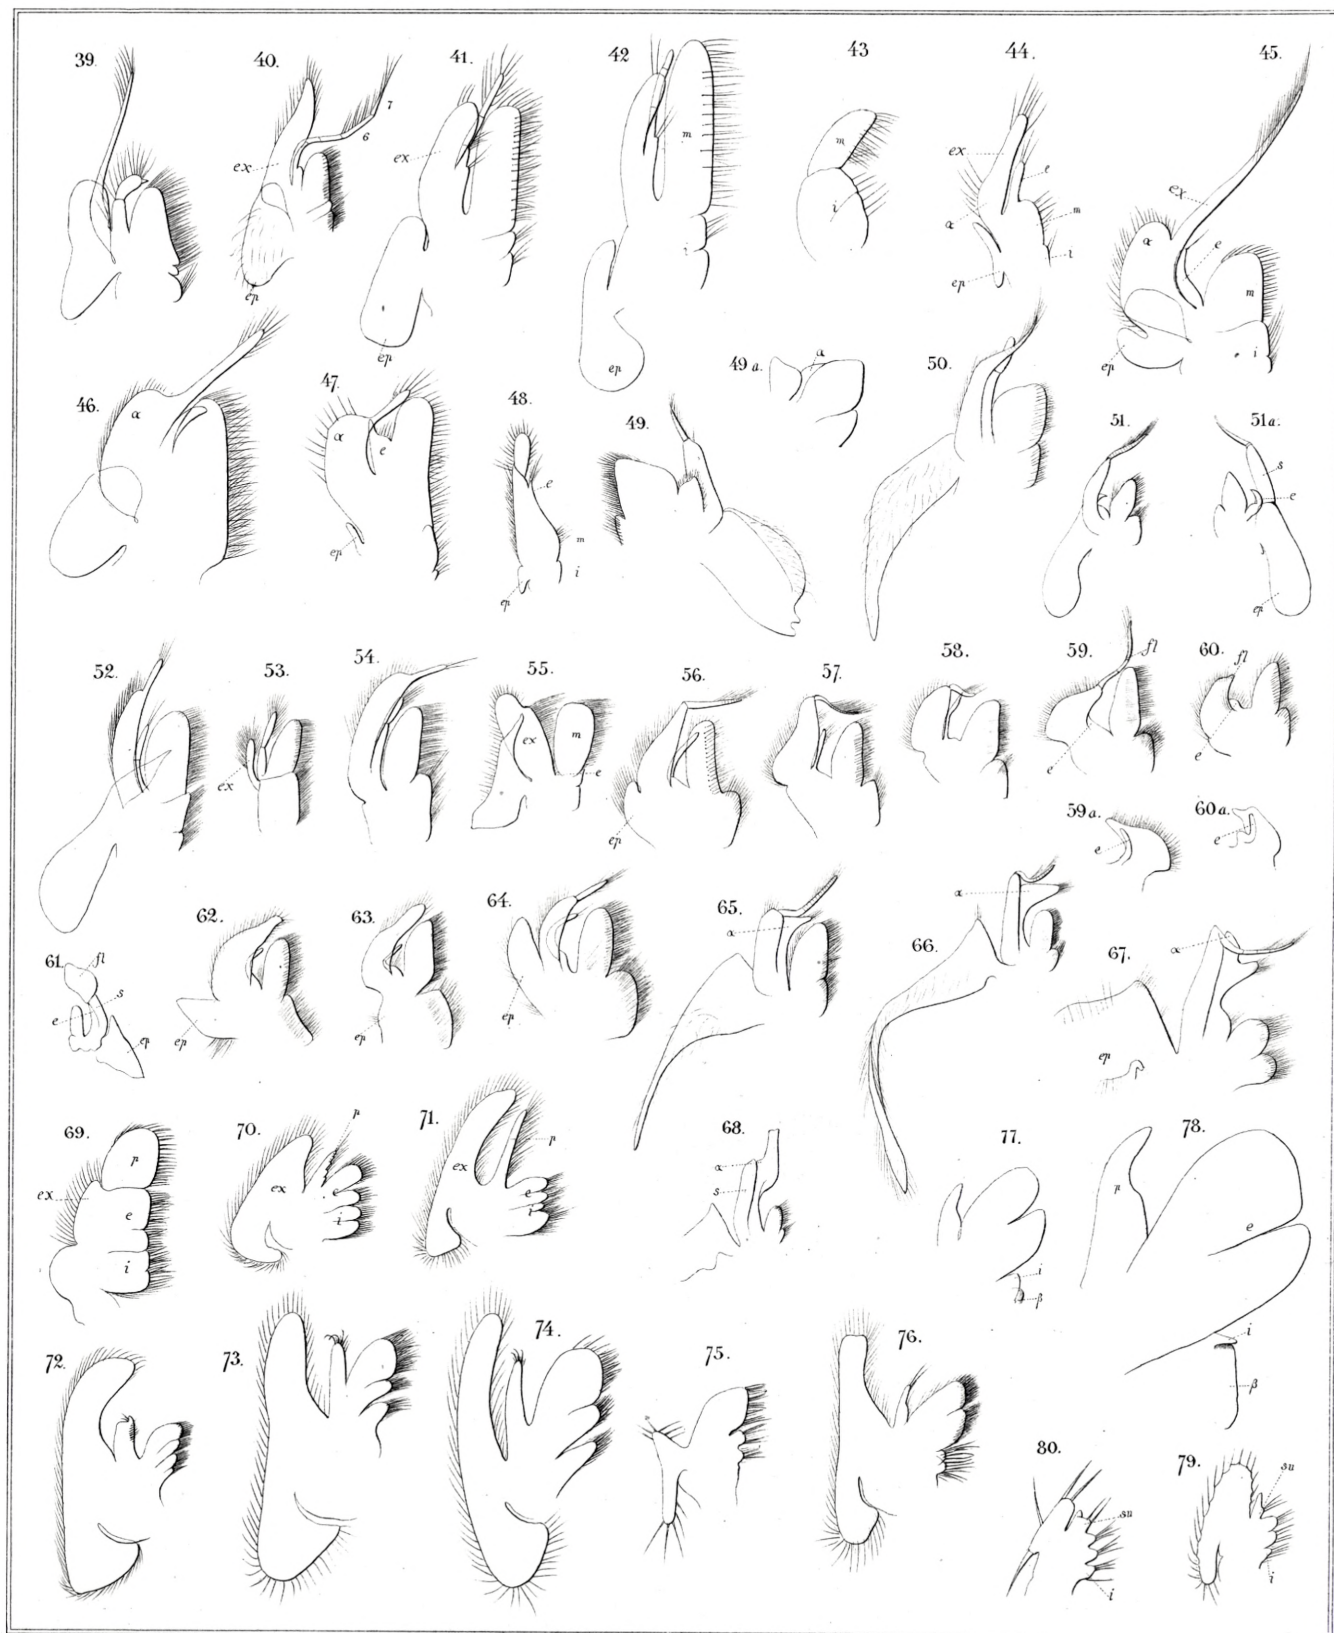 39.
40.
41.
42
43
44.
45.
7
6
ex
ex
m
m
i
ex
e
α
m
i
ep
ex
α
e
m
i
ep
ep
ep
i
ep
46.
α
47.
α
e
ep
48.
e
m
i
ep
49 a.
a
49.
50.
51.
51a.
s
e
ep
52.
53.
ex
54.
55.
ex
m
e
56.
ep
57.
58.
59.
fl
e
60.
fl
e
59a.
e
60a.
e
61.
fl
s
e
ep
62.
ep
63.
ep
64.
ep
65.
α
66.
α
67.
α
ep
68.
α
s
69.
p
ex
e
i
70.
p
ex
e
i
71.
p
ex
e
i
77.
i
β
78.
p
e
i
β
72.
73.
74.
75.
76.
80.
su
i
79.
su
i